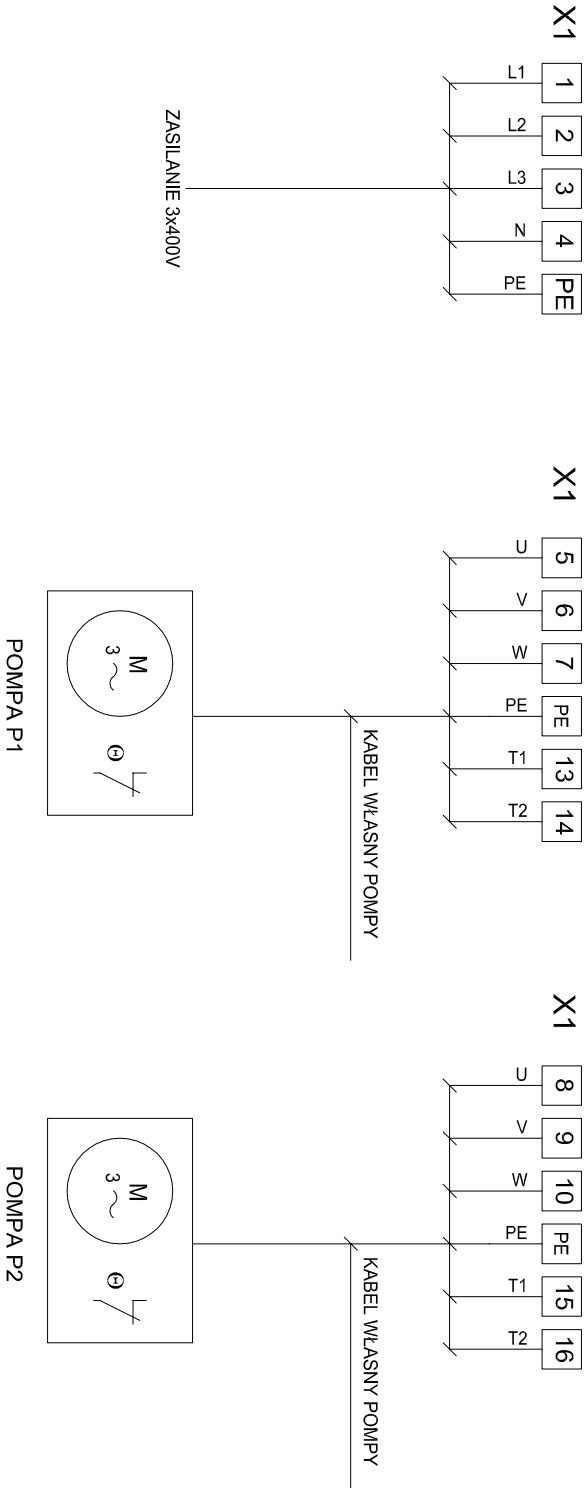 X1
1
2
3
4
PE
L1
L2
L3
N
PE
ZASILANIE 3x400V
X1
5
6
7
PE
13
14
U
V
W
PE
T1
T2
KABEL WŁASNY POMPY
M
3 ~
Θ
POMPA P1
X1
8
9
10
PE
15
16
U
V
W
PE
T1
T2
KABEL WŁASNY POMPY
M
3 ~
Θ
POMPA P2